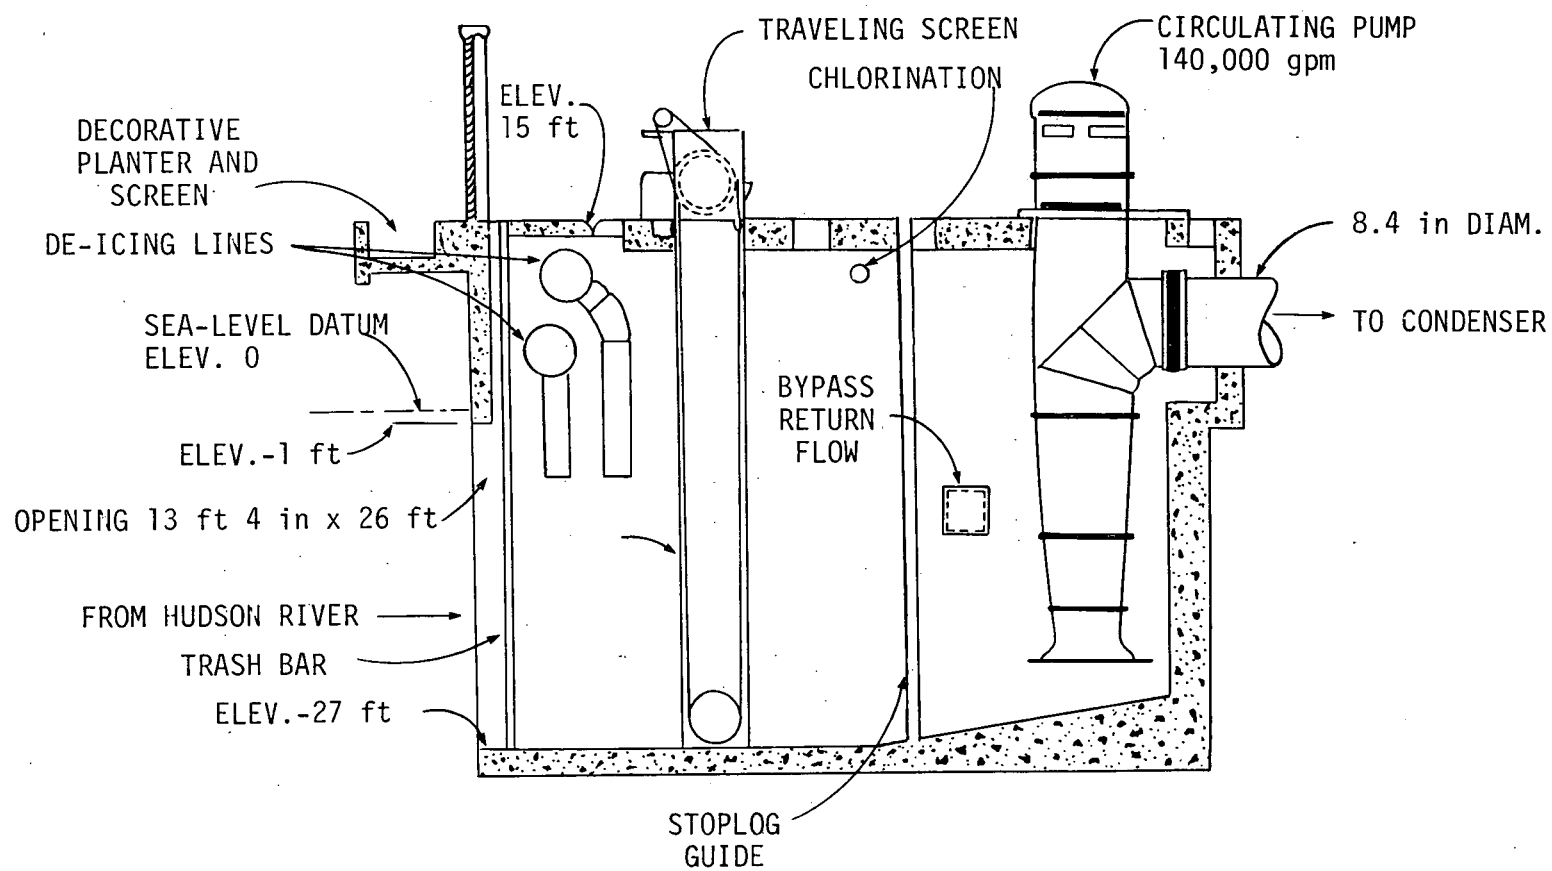 TRAVELING SCREEN
CHLORINATION
CIRCULATING PUMP
140,000 gpm
ELEV.
15 ft
DECORATIVE
PLANTER AND
SCREEN
DE-ICING LINES
8.4 in DIAM.
SEA-LEVEL DATUM
ELEV. 0
TO CONDENSER
BYPASS
RETURN
FLOW
ELEV.-1 ft
OPENING 13 ft 4 in x 26 ft
FROM HUDSON RIVER
TRASH BAR
ELEV.-27 ft
STOPLOG
GUIDE